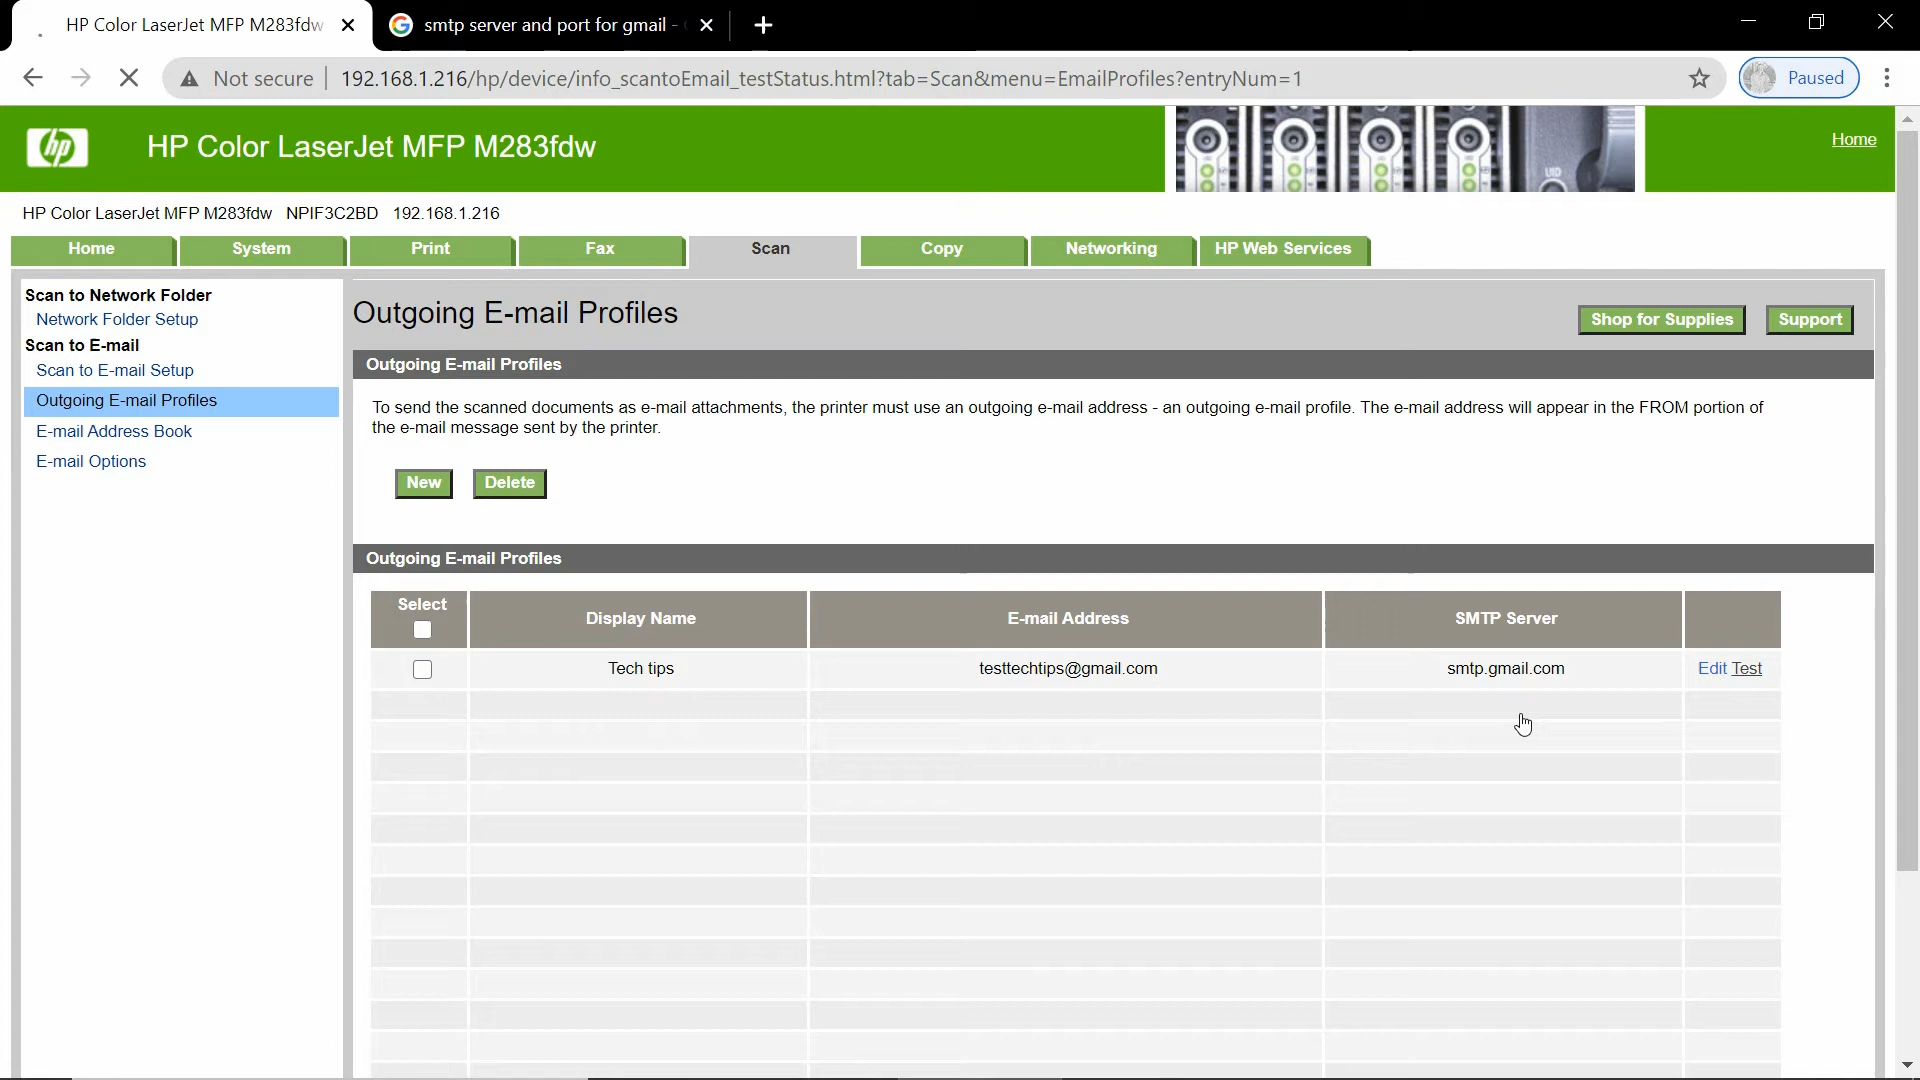 HP Color LaserJet MFP M283fdw
smtp server and port for gmail -
Not secure
192.168.1.216/hp/device/info_scantoEmail_testStatus.html?tab=Scan&menu=EmailProfiles?entryNum=1
Paused
hp
HP Color LaserJet MFP M283fdw
UID
Home
HP Color LaserJet MFP M283fdw NPIF3C2BD 192.168.1.216
Home
System
Print
Fax
Scan
Copy
Networking
HP Web Services
Scan to Network Folder
Network Folder Setup
Scan to E-mail
Scan to E-mail Setup
Outgoing E-mail Profiles
E-mail Address Book
E-mail Options
Outgoing E-mail Profiles
Shop for Supplies
Support
Outgoing E-mail Profiles
To send the scanned documents as e-mail attachments, the printer must use an outgoing e-mail address - an outgoing e-mail profile. The e-mail address will appear in the FROM portion of
the e-mail message sent by the printer.
New
Delete
Outgoing E-mail Profiles
Select
Display Name
E-mail Address
SMTP Server
Tech tips
testtechtips@gmail.com
smtp.gmail.com
Edit Test